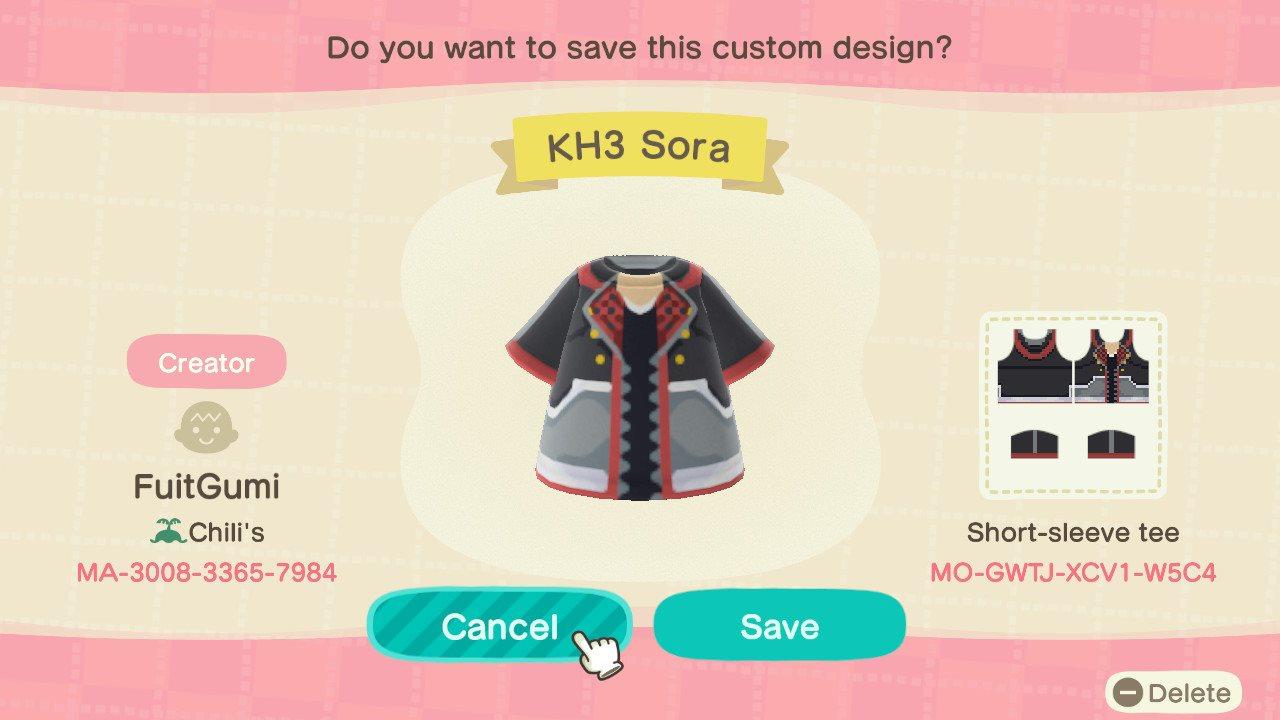 Do you want to save this custom design?
KH3 Sora
Creator
FuitGumi
Chili's
MA-3008-3365-7984
Short-sleeve tee
MO-GWTJ-XCV1-W5C4
Cancel
Save
Delete